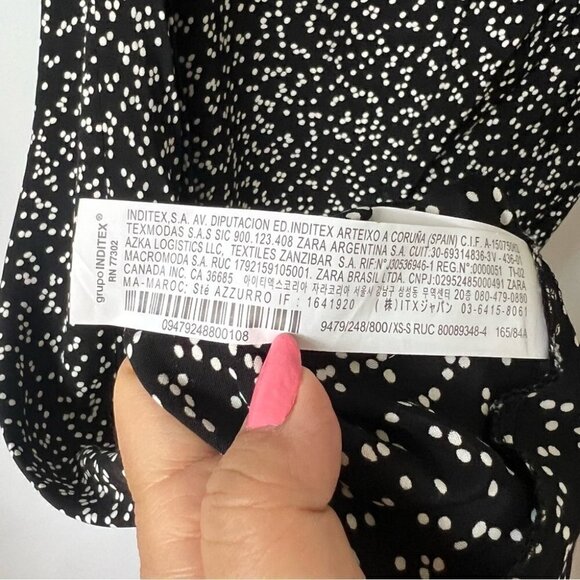 grupo INDITEX®
RN 77302
INDITEX,S.A. AV. DIPUTACION ED.INDITEX ARTEIXO A CORUÑA (SPAIN) C.I.F. A-15075062
TEXMODAS S.A.S SIC 900.123.408 ZARA ARGENTINA S.A. CUIT.30-69314836-3V -436-01
AZKA LOGISTICS LLC, TEXTILES ZANZIBAR S.A. RIF.Nº.J30536946-1 REG.Nº:0000051 TI-02
MACROMODA S.A. RUC 1792159105001. ZARA BRASIL LTDA. CNPJ:02952485000491 ZARA
CANADA INC. CA 36685 아이티엑스코리아 자라코리아 서울시 강남구 삼성동 무역센터 20층 080-479-0880
MA-MAROC: Sté AZZURRO IF : 1641920 (株)ITXジャパン 03-6415-8061
09479248800108 9479/248/800/XS-S RUC 80089348-4 165/84A